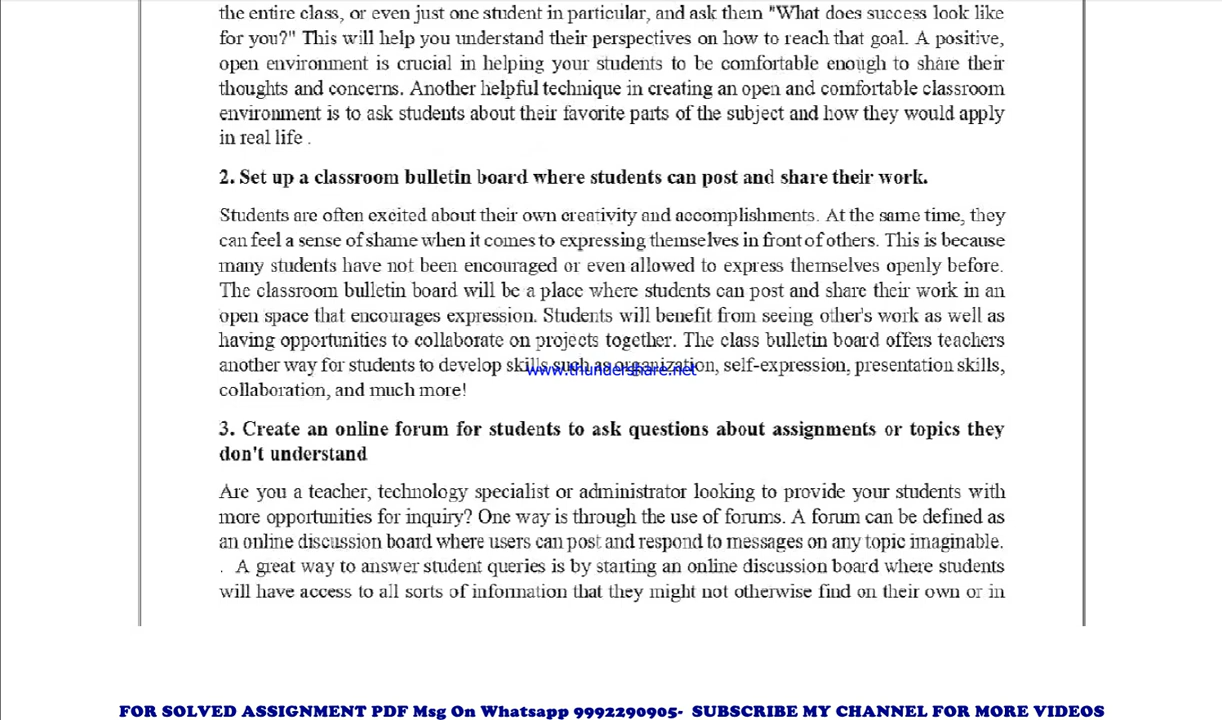 the entire class, or even just one student in particular, and ask them "What does success look like
for you?" This will help you understand their perspectives on how to reach that goal. A positive,
open environment is crucial in helping your students to be comfortable enough to share their
thoughts and concerns. Another helpful technique in creating an open and comfortable classroom
environment is to ask students about their favorite parts of the subject and how they would apply
in real life .
2. Set up a classroom bulletin board where students can post and share their work.
Students are often excited about their own creativity and accomplishments. At the same time, they
can feel a sense of shame when it comes to expressing themselves in front of others. This is because
many students have not been encouraged or even allowed to express themselves openly before.
The classroom bulletin board will be a place where students can post and share their work in an
open space that encourages expression. Students will benefit from seeing other's work as well as
having opportunities to collaborate on projects together. The class bulletin board offers teachers
another way for students to develop skills such as organization, self-expression, presentation skills,
www.thundershare.net
collaboration, and much more!
3. Create an online forum for students to ask questions about assignments or topics they
don't understand
Are you a teacher, technology specialist or administrator looking to provide your students with
more opportunities for inquiry? One way is through the use of forums. A forum can be defined as
an online discussion board where users can post and respond to messages on any topic imaginable.
. A great way to answer student queries is by starting an online discussion board where students
will have access to all sorts of information that they might not otherwise find on their own or in
FOR SOLVED ASSIGNMENT PDF Msg On Whatsapp 9992290905- SUBSCRIBE MY CHANNEL FOR MORE VIDEOS